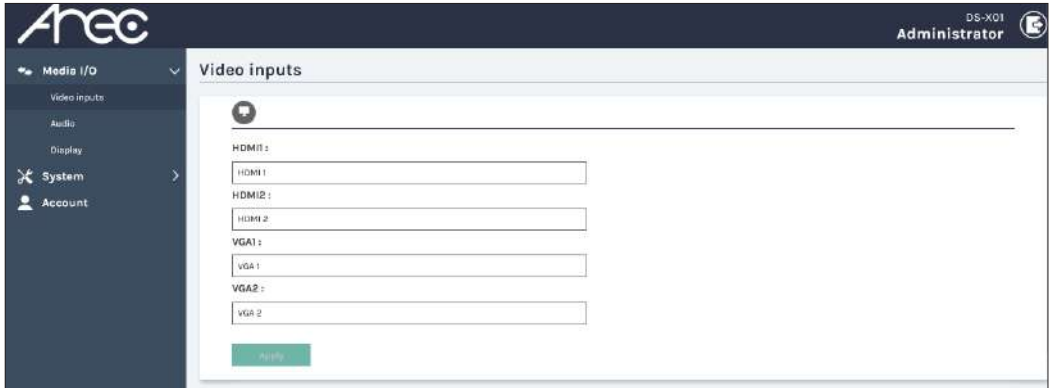 Arec
DS-X01
Administrator
Media I/O
Video inputs
Audio
Display
System
Account
Video inputs
HDMI1 :
HDMI 1
HDMI2 :
HDMI 2
VGA1 :
VGA 1
VGA2 :
VGA 2
Apply